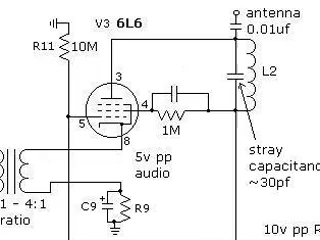 antenna
V3 6L6
0.01uf
R11
10M
3
L2
4
5
1M
8
5v pp
audio
stray
capacitanc
~30pf
1 - 4:1
ratio
C9
+
R9
10v pp R